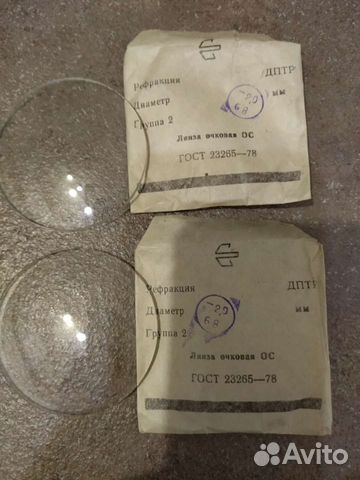 Рефракция ДПТР
Диаметр мм
-2,0
68
Группа 2
Линза очковая ОС
ГОСТ 23265—78
Рефракция ДПТР
Диаметр мм
-2,0
68
Группа 2
Линза очковая ОС
ГОСТ 23265—78
Avito